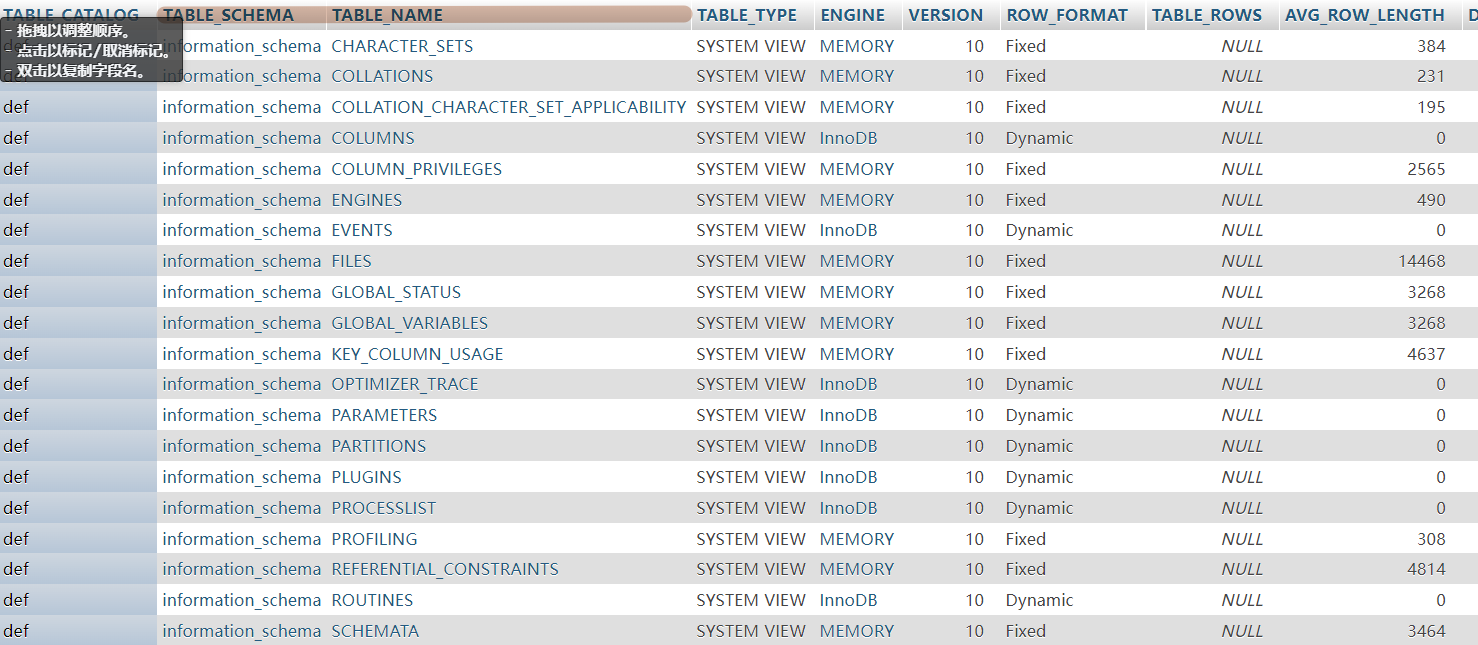 TABLE_CATALOG TABLE_SCHEMA TABLE_NAME TABLE_TYPE ENGINE VERSION ROW_FORMAT TABLE_ROWS AVG_ROW_LENGTH D
- 拖拽以调整顺序。
- 点击以标记/取消标记。
- 双击以复制字段名。
information_schema CHARACTER_SETS SYSTEM VIEW MEMORY 10 Fixed NULL 384
information_schema COLLATIONS SYSTEM VIEW MEMORY 10 Fixed NULL 231
def information_schema COLLATION_CHARACTER_SET_APPLICABILITY SYSTEM VIEW MEMORY 10 Fixed NULL 195
def information_schema COLUMNS SYSTEM VIEW InnoDB 10 Dynamic NULL 0
def information_schema COLUMN_PRIVILEGES SYSTEM VIEW MEMORY 10 Fixed NULL 2565
def information_schema ENGINES SYSTEM VIEW MEMORY 10 Fixed NULL 490
def information_schema EVENTS SYSTEM VIEW InnoDB 10 Dynamic NULL 0
def information_schema FILES SYSTEM VIEW MEMORY 10 Fixed NULL 14468
def information_schema GLOBAL_STATUS SYSTEM VIEW MEMORY 10 Fixed NULL 3268
def information_schema GLOBAL_VARIABLES SYSTEM VIEW MEMORY 10 Fixed NULL 3268
def information_schema KEY_COLUMN_USAGE SYSTEM VIEW MEMORY 10 Fixed NULL 4637
def information_schema OPTIMIZER_TRACE SYSTEM VIEW InnoDB 10 Dynamic NULL 0
def information_schema PARAMETERS SYSTEM VIEW InnoDB 10 Dynamic NULL 0
def information_schema PARTITIONS SYSTEM VIEW InnoDB 10 Dynamic NULL 0
def information_schema PLUGINS SYSTEM VIEW InnoDB 10 Dynamic NULL 0
def information_schema PROCESSLIST SYSTEM VIEW InnoDB 10 Dynamic NULL 0
def information_schema PROFILING SYSTEM VIEW MEMORY 10 Fixed NULL 308
def information_schema REFERENTIAL_CONSTRAINTS SYSTEM VIEW MEMORY 10 Fixed NULL 4814
def information_schema ROUTINES SYSTEM VIEW InnoDB 10 Dynamic NULL 0
def information_schema SCHEMATA SYSTEM VIEW MEMORY 10 Fixed NULL 3464